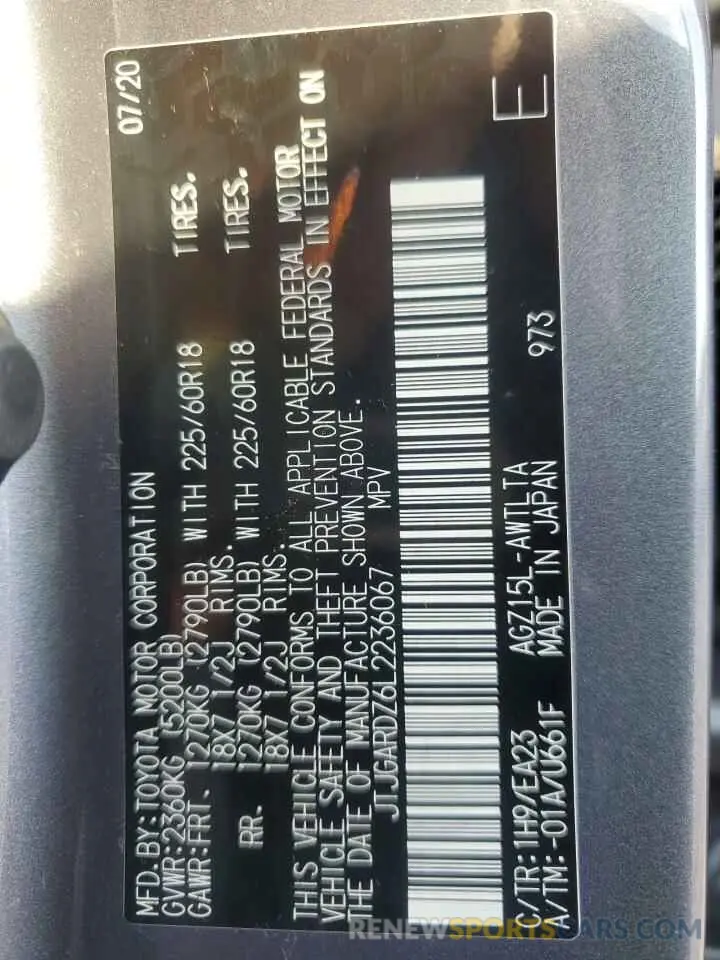 MFD.BY:TOYOTA MOTOR CORPORATION 07/20
GVWR:2360KG (5200LB)
GAWR:FRT. 1270KG (2790LB) WITH 225/60R18 TIRES.
18X7 1/2J RIMS.
RR. 1270KG (2790LB) WITH 225/60R18 TIRES.
18X7 1/2J RIMS.
THIS VEHICLE CONFORMS TO ALL APPLICABLE FEDERAL MOTOR
VEHICLE SAFETY AND THEFT PREVENTION STANDARDS IN EFFECT ON
THE DATE OF MANUFACTURE SHOWN ABOVE.
JTJGARDZ6L2236067 MPV
C/TR:1H9/EA23 AGZ15L-AWTLTA 973 E
A/TM:-01A/U661F MADE IN JAPAN
RENEWSPORTSCARS.COM